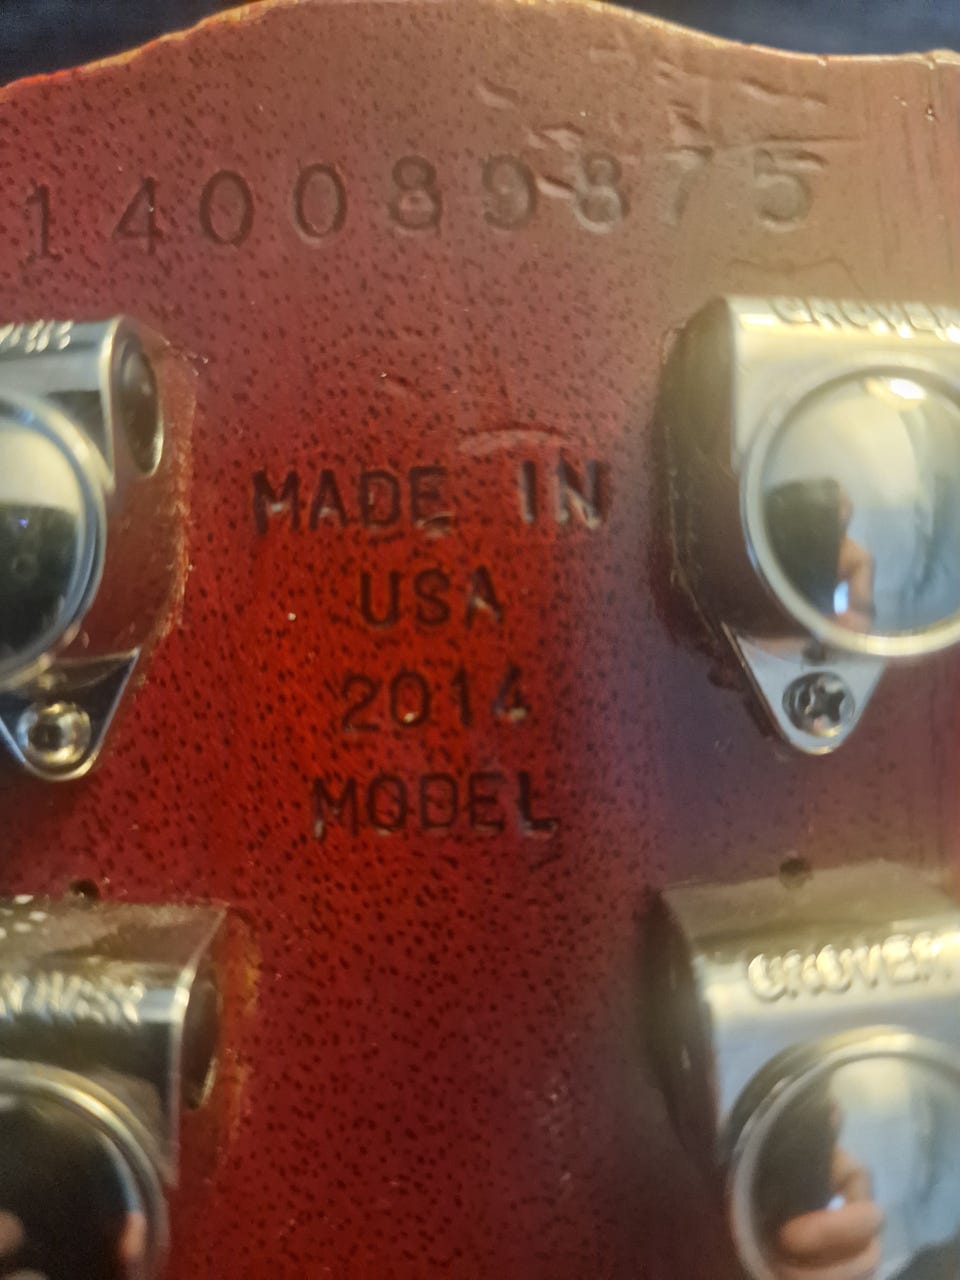 140089875
GROVER
MADE IN
USA
2014
MODEL
GROVER